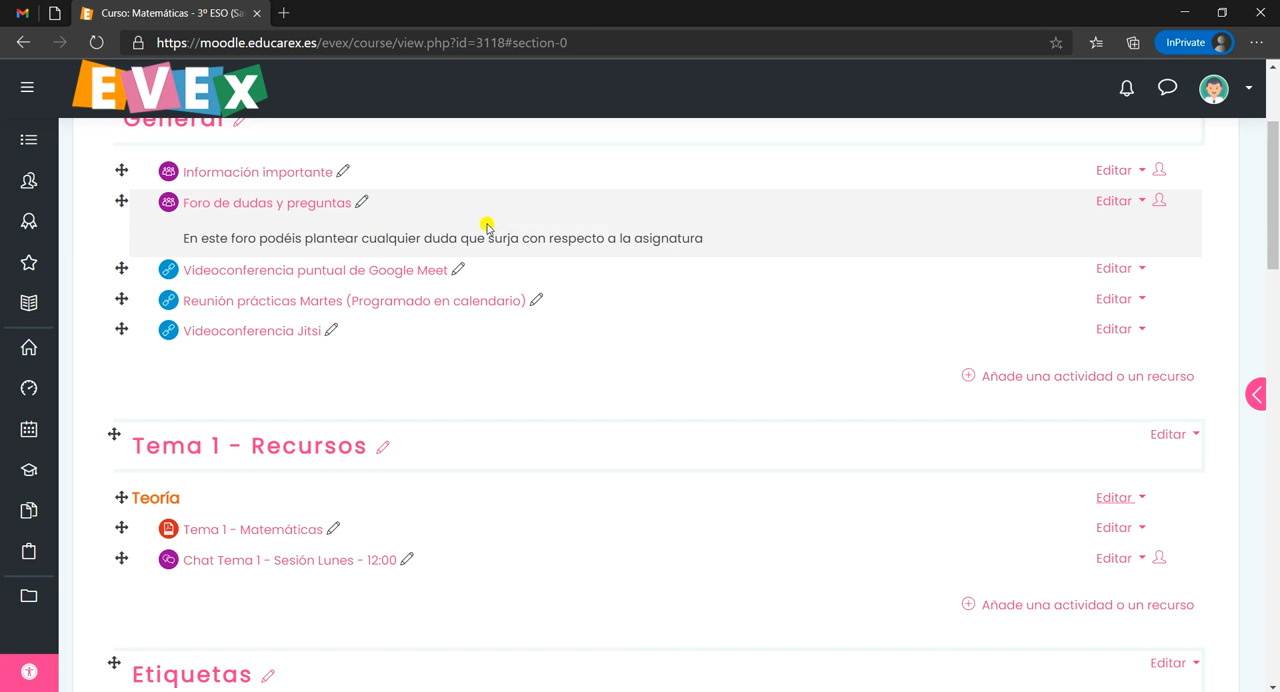 Curso: Matemáticas - 3º ESO (Sa
InPrivate
https://moodle.educarex.es/evex/course/view.php?id=3118#section-0
EVEX
General
Información importante
Editar
Foro de dudas y preguntas
Editar
En este foro podéis plantear cualquier duda que surja con respecto a la asignatura
Videoconferencia puntual de Google Meet
Editar
Reunión prácticas Martes (Programado en calendario)
Editar
Videoconferencia Jitsi
Editar
Añade una actividad o un recurso
Tema 1 - Recursos
Editar
Teoría
Editar
Tema 1 - Matemáticas
Editar
Chat Tema 1 - Sesión Lunes - 12:00
Editar
Añade una actividad o un recurso
Etiquetas
Editar